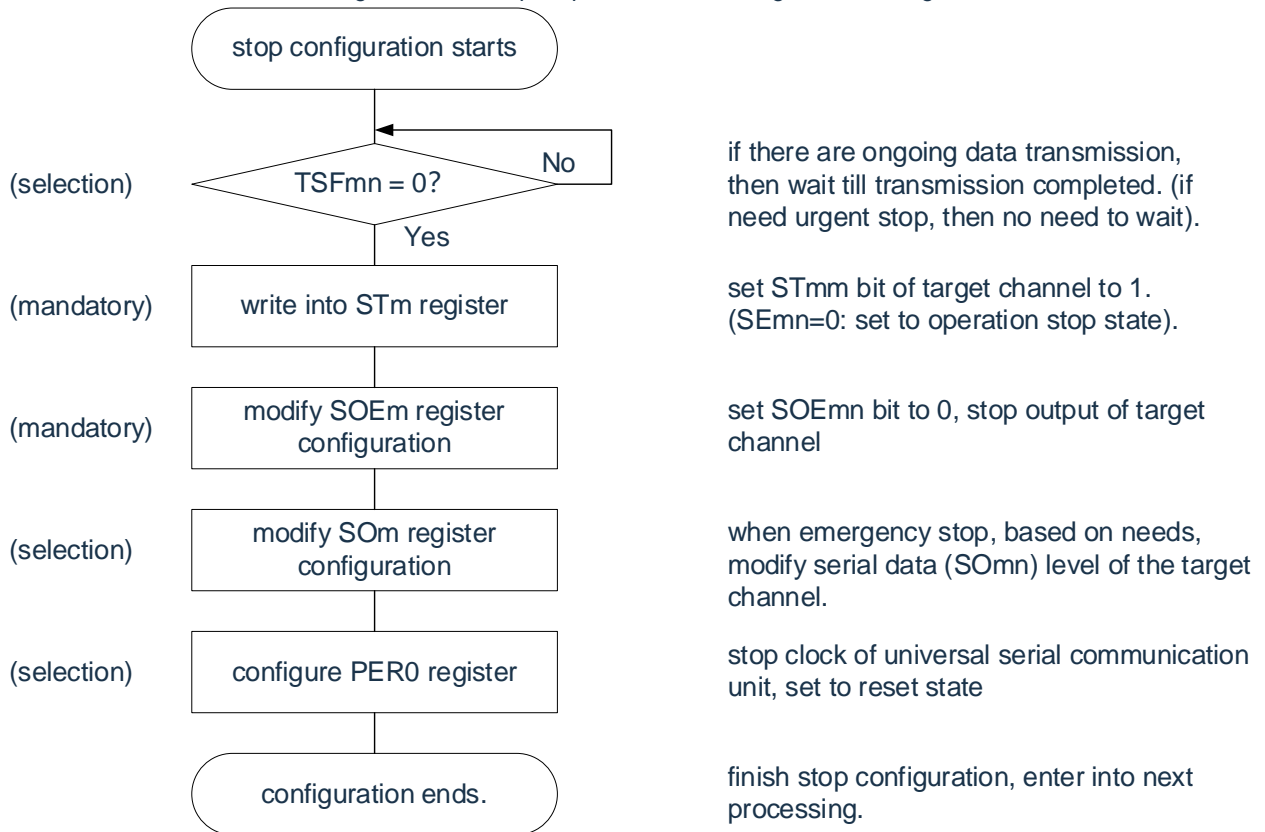 stop configuration starts
No
(selection)
TSFmn = 0?
if there are ongoing data transmission,
then wait till transmission completed. (if
need urgent stop, then no need to wait).
Yes
(mandatory)
write into STm register
set STmm bit of target channel to 1.
(SEmn=0: set to operation stop state).
(mandatory)
modify SOEm register
configuration
set SOEmn bit to 0, stop output of target
channel
(selection)
modify SOm register
configuration
when emergency stop, based on needs,
modify serial data (SOmn) level of the target
channel.
(selection)
configure PER0 register
stop clock of universal serial communication
unit, set to reset state
configuration ends.
finish stop configuration, enter into next
processing.